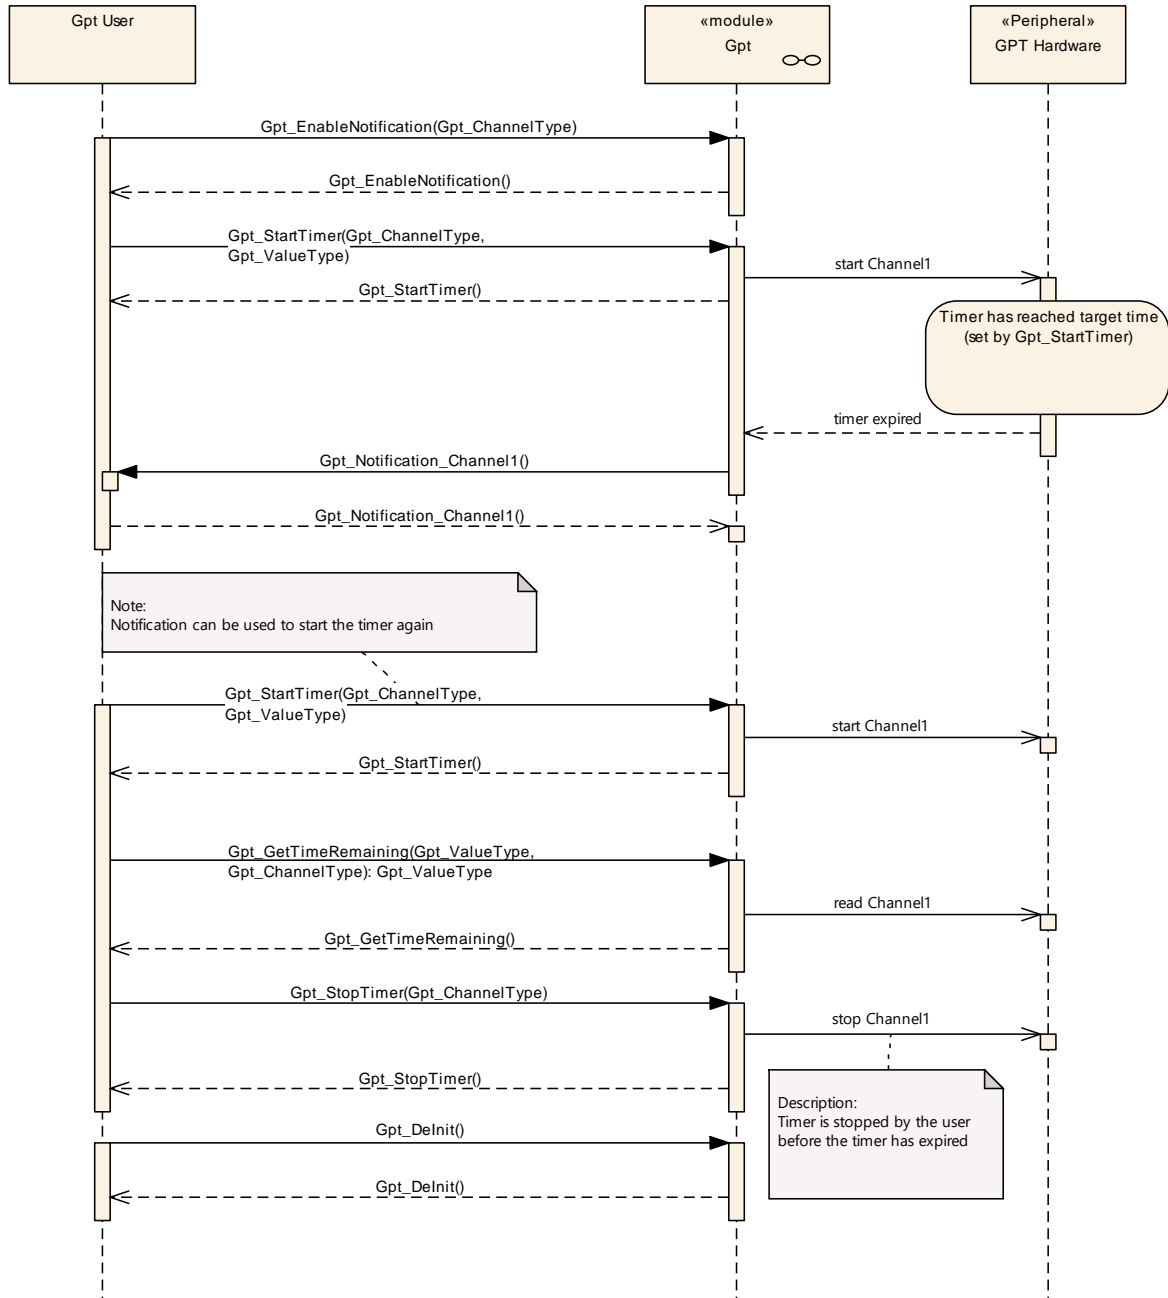 Gpt User
«module»
Gpt
«Peripheral»
GPT Hardware
Gpt_EnableNotification(Gpt_ChannelType)
Gpt_EnableNotification()
Gpt_StartTimer(Gpt_ChannelType,
Gpt_ValueType)
start Channel1
Gpt_StartTimer()
Timer has reached target time
(set by Gpt_StartTimer)
timer expired
Gpt_Notification_Channel1()
Gpt_Notification_Channel1()
Note:
Notification can be used to start the timer again
Gpt_StartTimer(Gpt_ChannelType,
Gpt_ValueType)
start Channel1
Gpt_StartTimer()
Gpt_GetTimeRemaining(Gpt_ValueType,
Gpt_ChannelType): Gpt_ValueType
read Channel1
Gpt_GetTimeRemaining()
Gpt_StopTimer(Gpt_ChannelType)
stop Channel1
Gpt_StopTimer()
Description:
Timer is stopped by the user
before the timer has expired
Gpt_DeInit()
Gpt_DeInit()